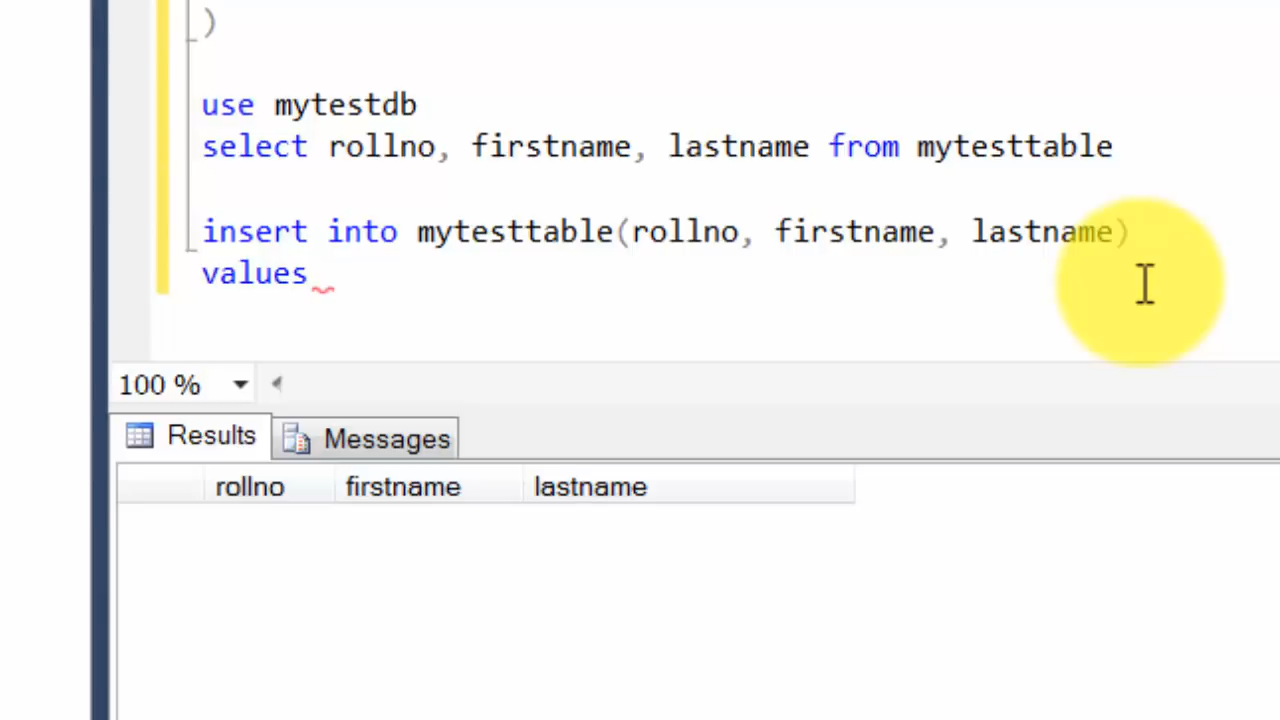 )
use mytestdb
select rollno, firstname, lastname from mytesttable
insert into mytesttable(rollno, firstname, lastname)
values
100 %
Results Messages
rollno firstname lastname